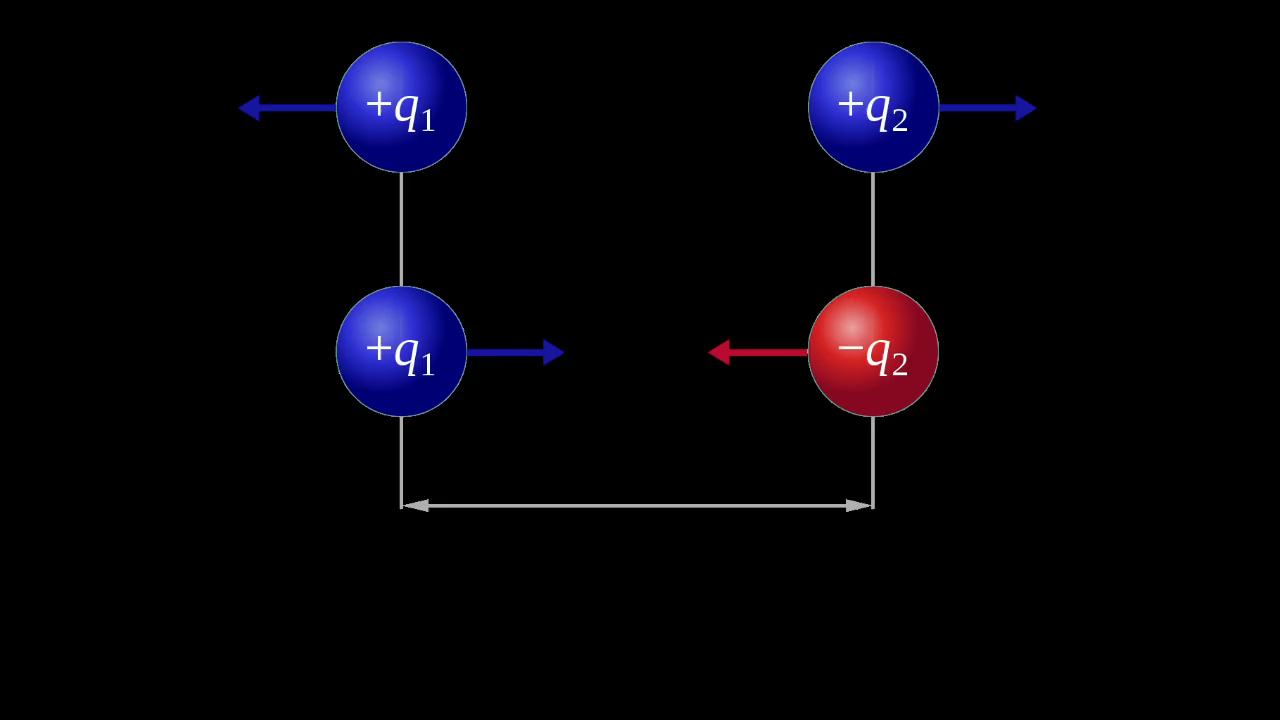 +q₁ +q₂
+q₁ −q₂